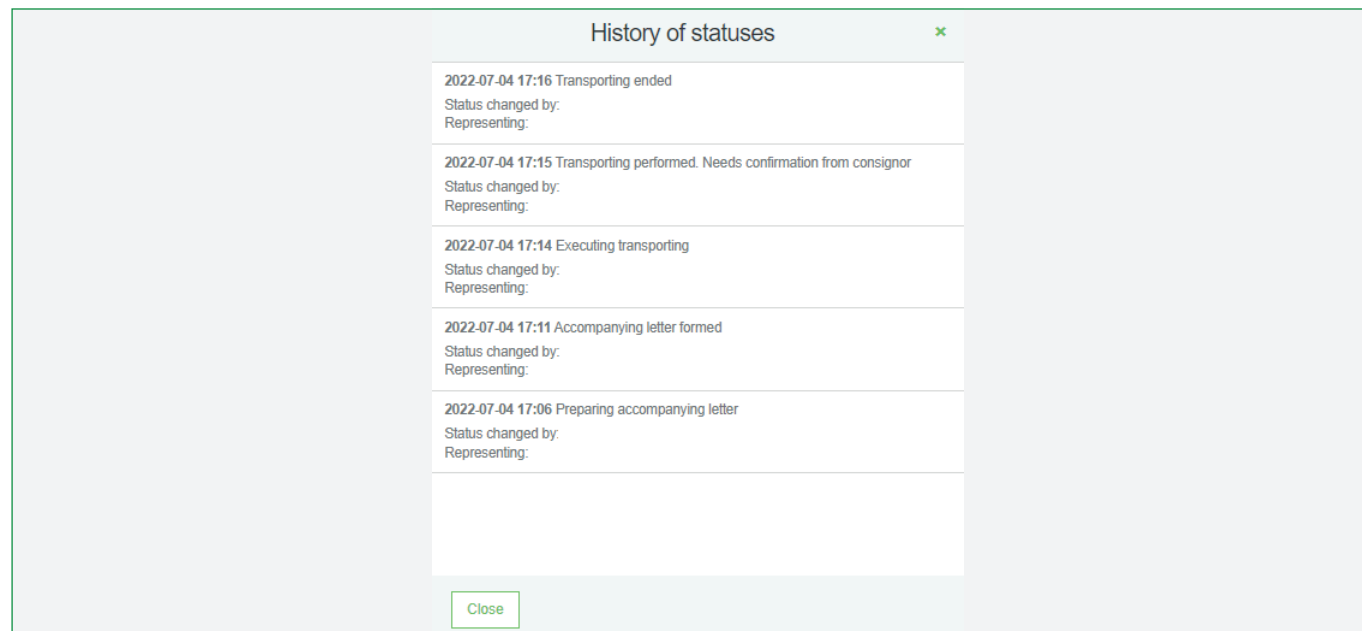 History of statuses ×
2022-07-04 17:16 Transporting ended
Status changed by:
Representing:
2022-07-04 17:15 Transporting performed. Needs confirmation from consignor
Status changed by:
Representing:
2022-07-04 17:14 Executing transporting
Status changed by:
Representing:
2022-07-04 17:11 Accompanying letter formed
Status changed by:
Representing:
2022-07-04 17:06 Preparing accompanying letter
Status changed by:
Representing:
Close